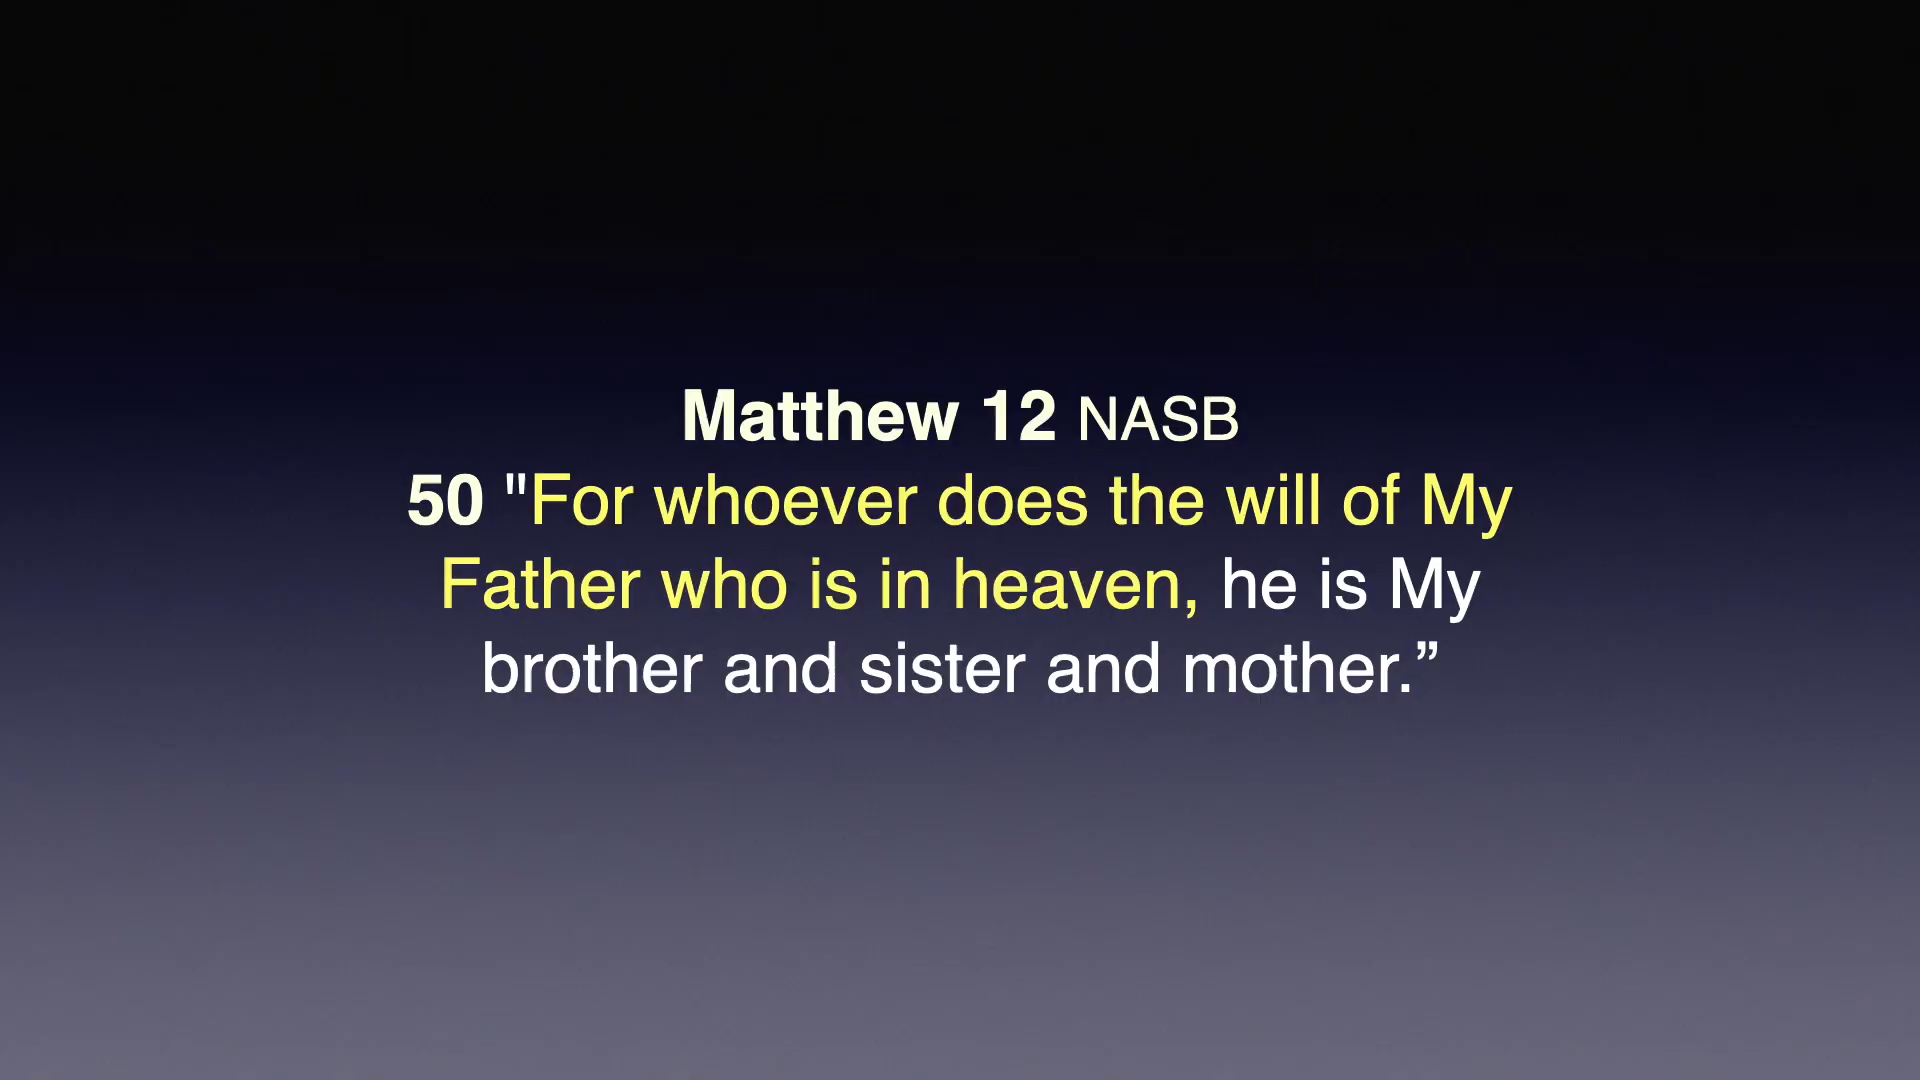 Matthew 12 NASB
50 "For whoever does the will of My
Father who is in heaven, he is My
brother and sister and mother.”